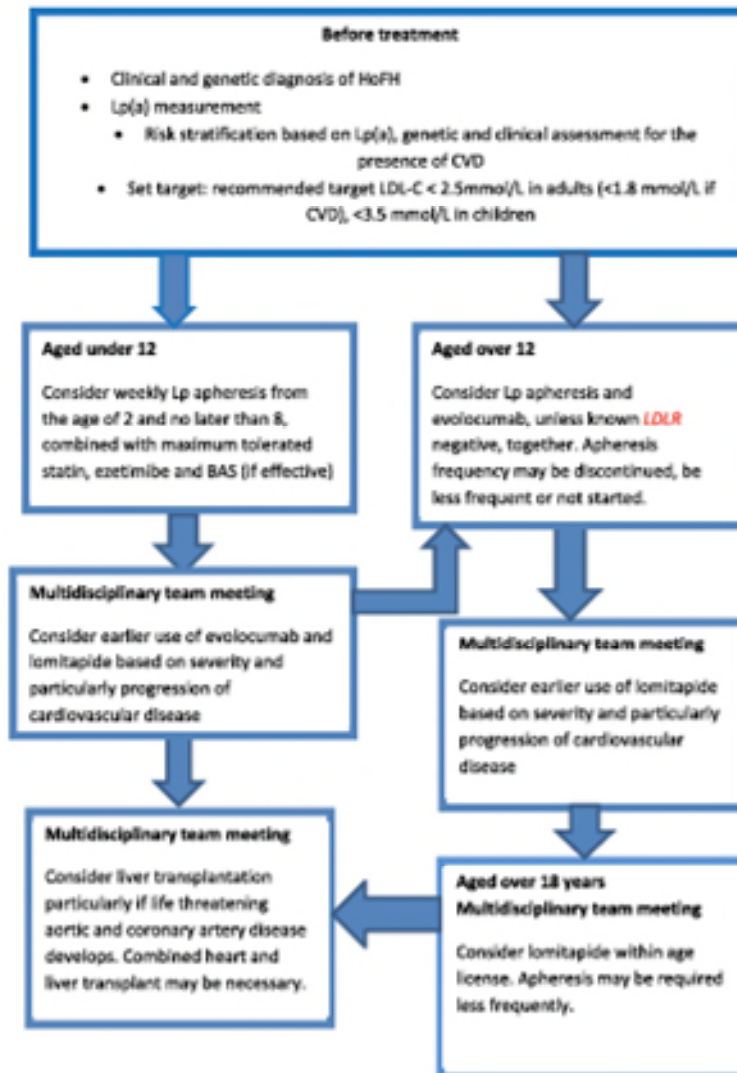 Before treatment
• Clinical and genetic diagnosis of HoFH
• Lp(a) measurement
• Risk stratification based on Lp(a), genetic and clinical assessment for the
presence of CVD
• Set target: recommended target LDL-C < 2.5mmol/L in adults (<1.8 mmol/L if
CVD), <3.5 mmol/L in children
Aged under 12
Consider weekly Lp apheresis from
the age of 2 and no later than 8,
combined with maximum tolerated
statin, ezetimibe and BAS (if effective)
Aged over 12
Consider Lp apheresis and
evolocumab, unless known LDLR
negative, together. Apheresis
frequency may be discontinued, be
less frequent or not started.
Multidisciplinary team meeting
Consider earlier use of evolocumab and
lomitapide based on severity and
particularly progression of
cardiovascular disease
Multidisciplinary team meeting
Consider earlier use of lomitapide
based on severity and particularly
progression of cardiovascular
disease
Multidisciplinary team meeting
Consider liver transplantation
particularly if life threatening
aortic and coronary artery disease
develops. Combined heart and
liver transplant may be necessary.
Aged over 18 years
Multidisciplinary team meeting
Consider lomitapide within age
license. Apheresis may be required
less frequently.